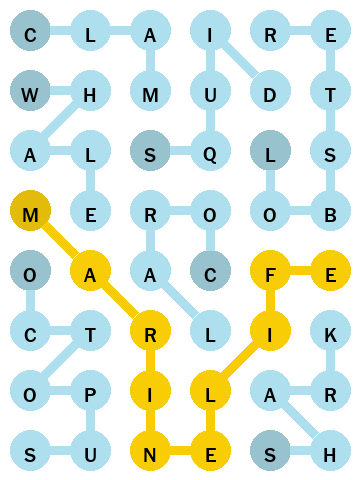 C L A I R E
W H M U D T
A L S Q L S
M E R O O B
O A A C F E
C T R L I K
O P I L A R
S U N E S H